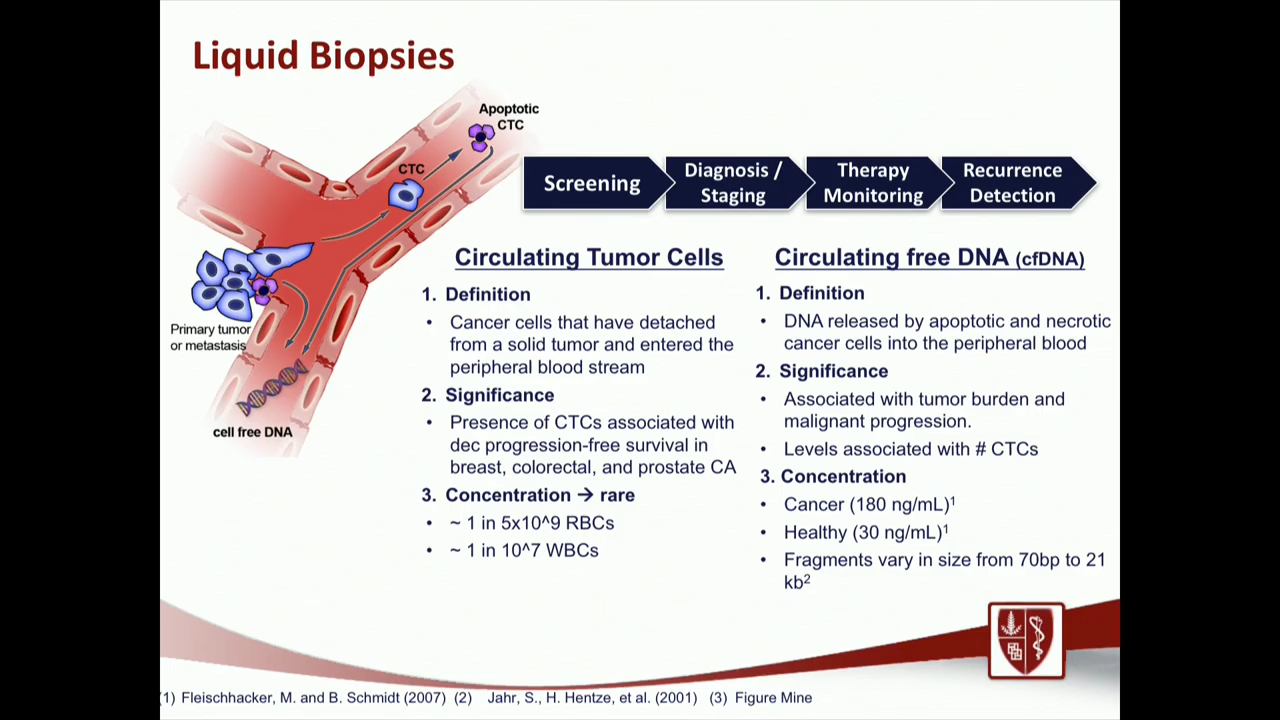 Liquid Biopsies
Apoptotic
CTC
CTC
Primary tumor
or metastasis
cell free DNA
Screening
Diagnosis /
Staging
Therapy
Monitoring
Recurrence
Detection
Circulating Tumor Cells
1. Definition
• Cancer cells that have detached
from a solid tumor and entered the
peripheral blood stream
2. Significance
• Presence of CTCs associated with
dec progression-free survival in
breast, colorectal, and prostate CA
3. Concentration → rare
• ~ 1 in 5x10^9 RBCs
• ~ 1 in 10^7 WBCs
Circulating free DNA (cfDNA)
1. Definition
• DNA released by apoptotic and necrotic
cancer cells into the peripheral blood
2. Significance
• Associated with tumor burden and
malignant progression.
• Levels associated with # CTCs
3. Concentration
• Cancer (180 ng/mL)¹
• Healthy (30 ng/mL)¹
• Fragments vary in size from 70bp to 21
kb²
(1) Fleischhacker, M. and B. Schmidt (2007) (2) Jahr, S., H. Hentze, et al. (2001) (3) Figure Mine